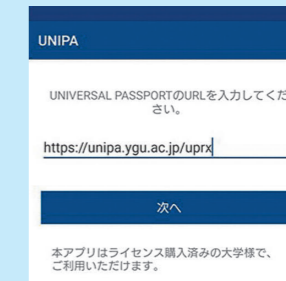 UNIPA
UNIVERSAL PASSPORTのURLを入力してくだ
さい。
https://unipa.ygu.ac.jp/uprx
次へ
本アプリはライセンス購入済みの大学様で、
ご利用いただけます。